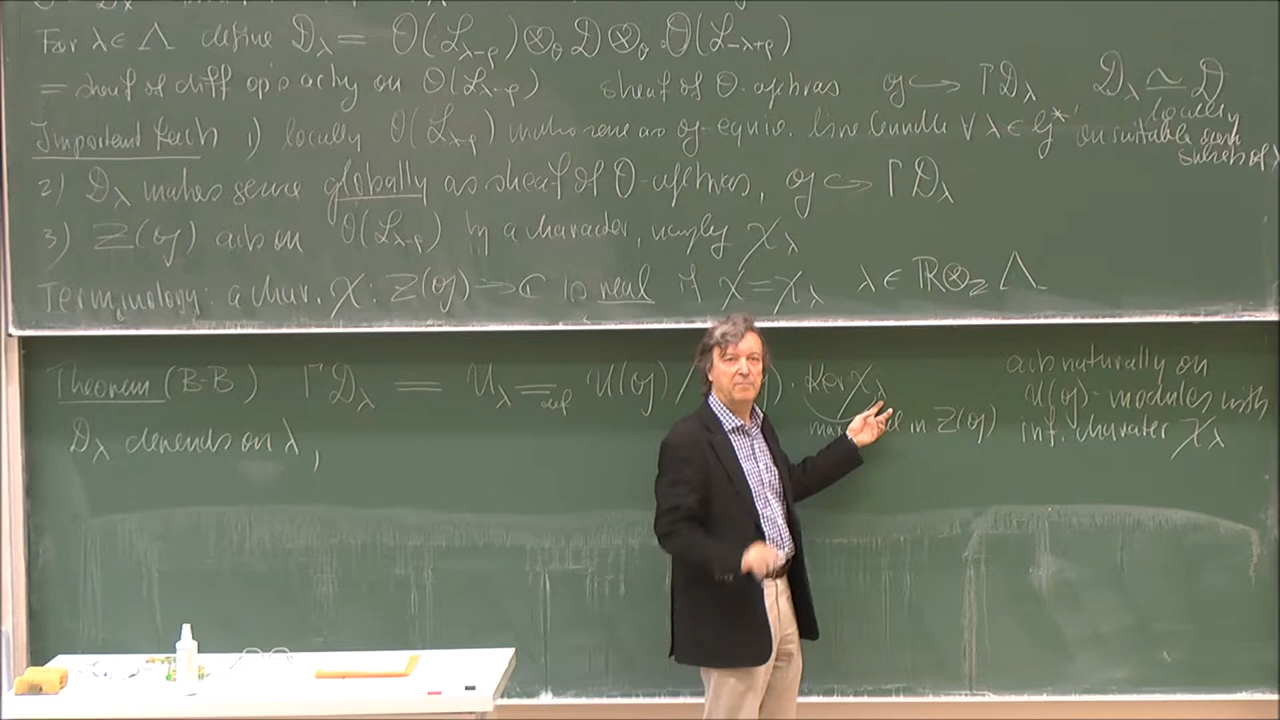 For λ ∈ Λ define 𝒟_λ = O(ℒ_{λ-ρ}) ⊗_O 𝒟 ⊗_O O(ℒ_{-λ+ρ})
= sheaf of diff op's acting on O(ℒ_{λ-ρ}) sheaf of O-algebras 𝔤 ↪ Γ𝒟_λ 𝒟_λ ≃ 𝒟 locally
Important Facts 1) locally O(ℒ_{λ-ρ}) makes sense as 𝔤-equiv. line bundle ∀ λ ∈ 𝔥* on suitable open subsets of
2) 𝒟_λ makes sense globally as sheaf of O-algebras, 𝔤 ↪ Γ𝒟_λ
3) Z(𝔤) acts on O(ℒ_{λ-ρ}) by a character, namely χ_λ
Terminology: a char. χ : Z(𝔤) → ℂ is real if χ = χ_λ λ ∈ ℝ ⊗_ℤ Λ
Theorem (B-B) Γ𝒟_λ = 𝒰_λ =_{def} 𝒰(𝔤)/ · Ker χ_λ
in Z(𝔤)
acts naturally on
𝒰(𝔤)-modules with
inf. character χ_λ
𝒟_λ depends on λ,